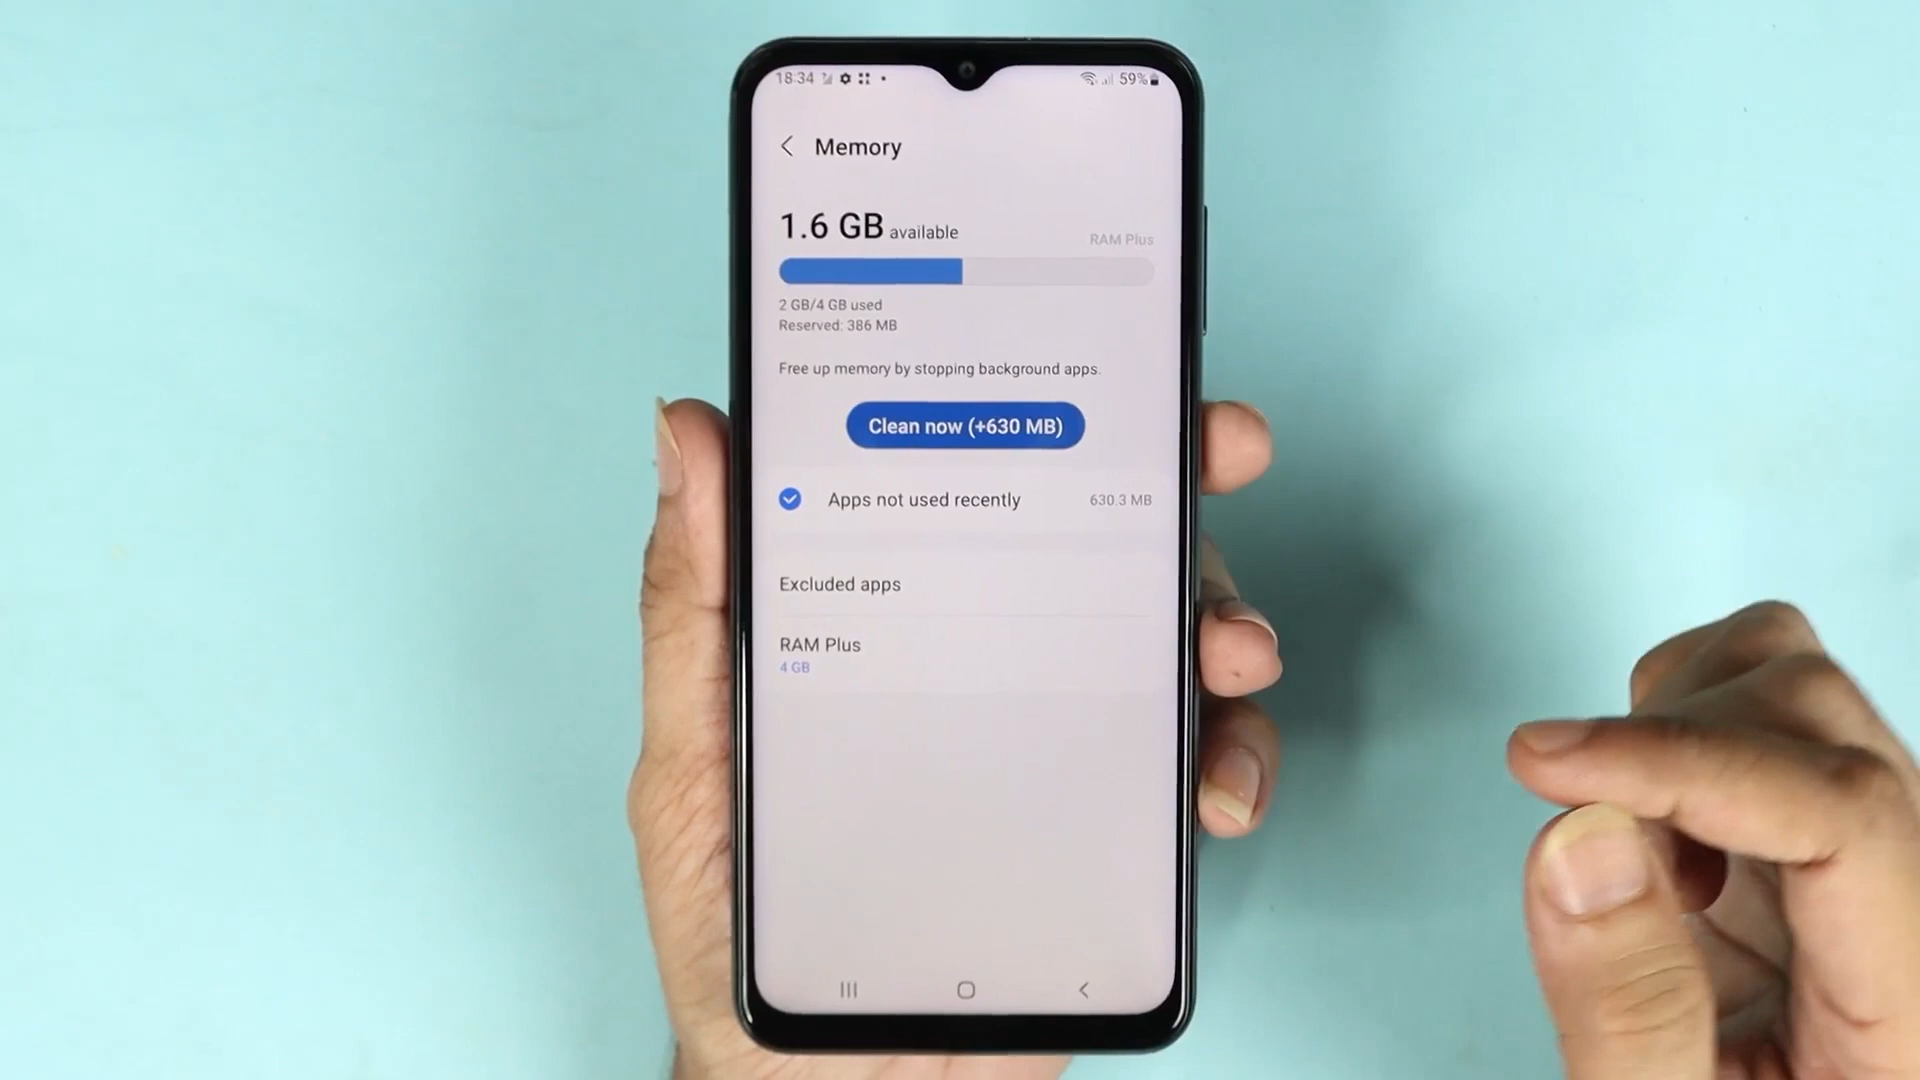 18:34
59%
Memory
1.6 GB available
RAM Plus
2 GB/4 GB used
Reserved: 386 MB
Free up memory by stopping background apps.
Clean now (+630 MB)
Apps not used recently 630.3 MB
Excluded apps
RAM Plus
4 GB